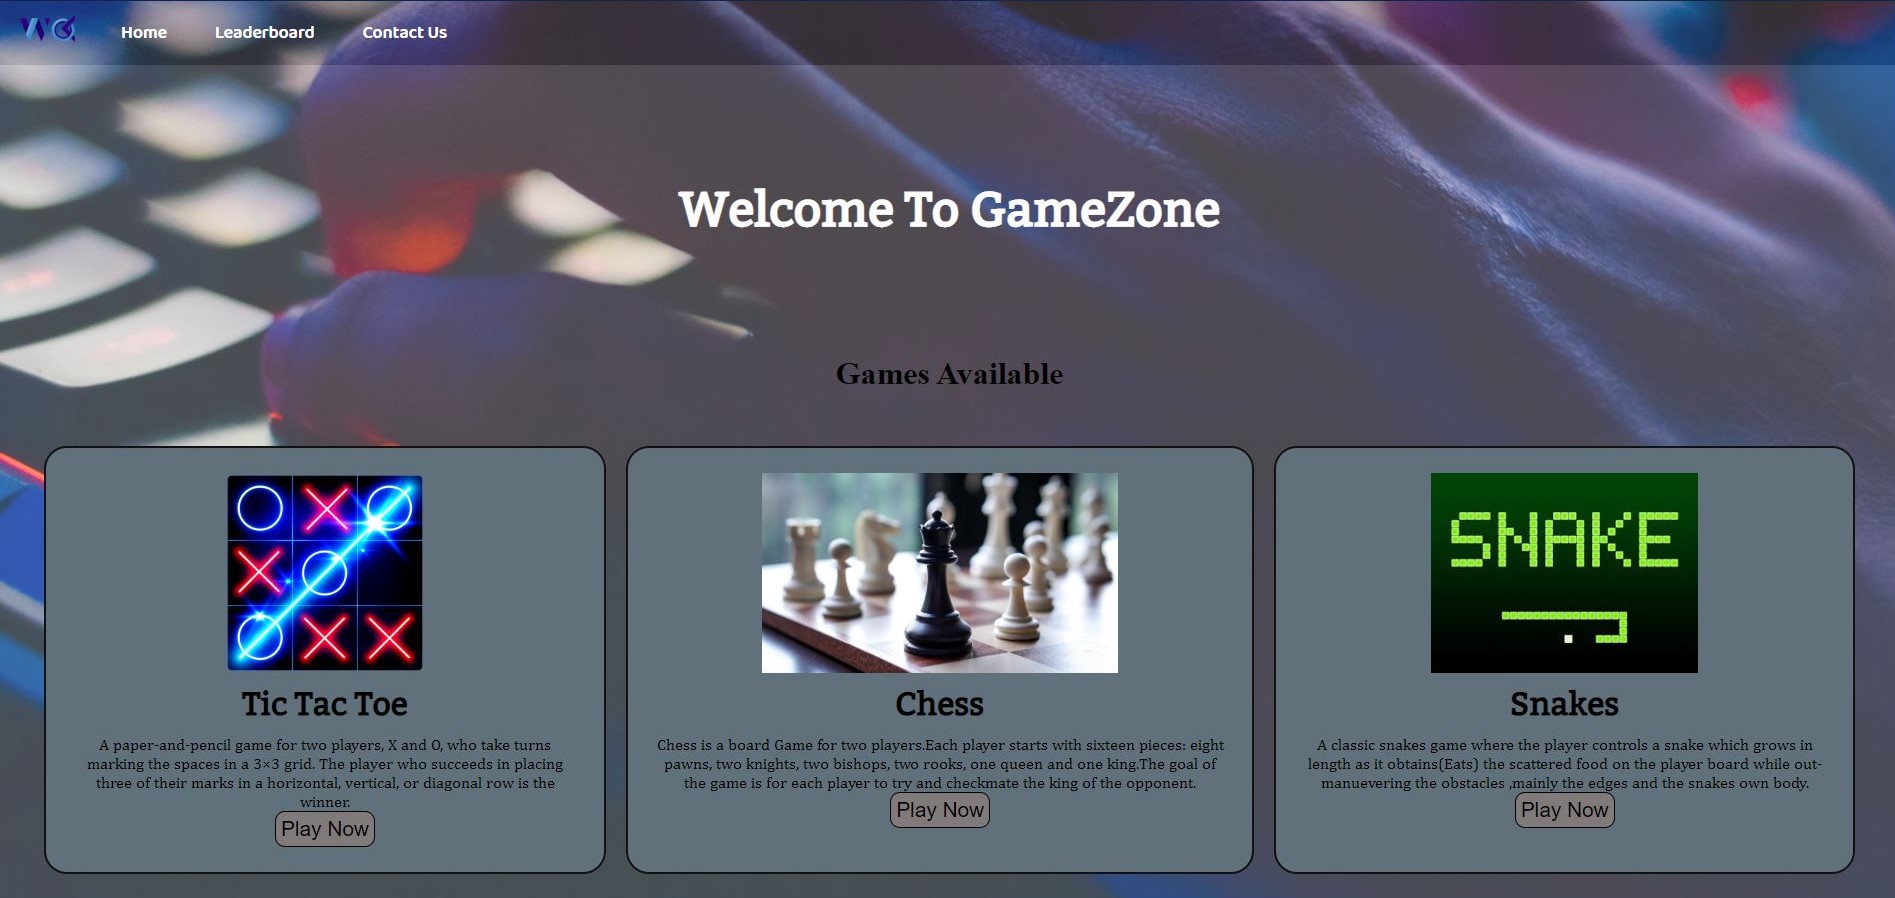 WG
Home
Leaderboard
Contact Us
Welcome To GameZone
Games Available
SNAKE
Tic Tac Toe
A paper-and-pencil game for two players, X and O, who take turns
marking the spaces in a 3×3 grid. The player who succeeds in placing
three of their marks in a horizontal, vertical, or diagonal row is the
winner.
Play Now
Chess
Chess is a board Game for two players.Each player starts with sixteen pieces: eight
pawns, two knights, two bishops, two rooks, one queen and one king.The goal of
the game is for each player to try and checkmate the king of the opponent.
Play Now
Snakes
A classic snakes game where the player controls a snake which grows in
length as it obtains(Eats) the scattered food on the player board while out-
manuevering the obstacles ,mainly the edges and the snakes own body.
Play Now